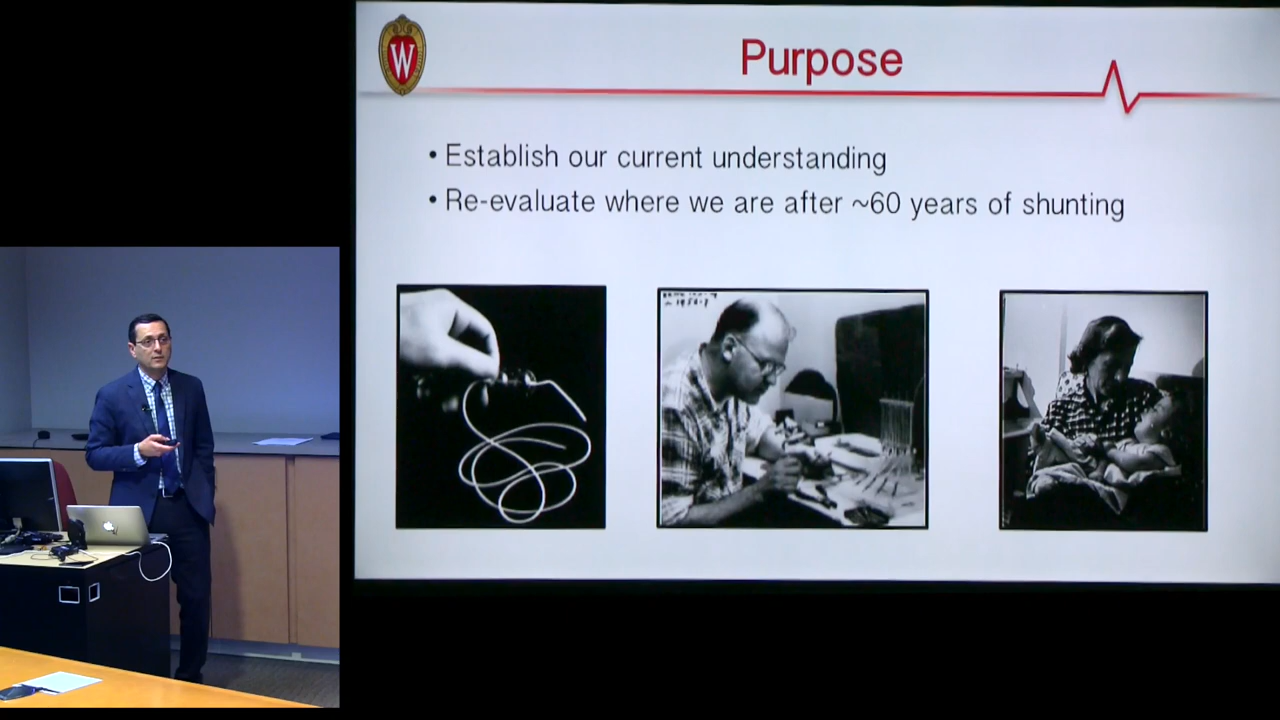 W
Purpose
• Establish our current understanding
• Re-evaluate where we are after ~60 years of shunting